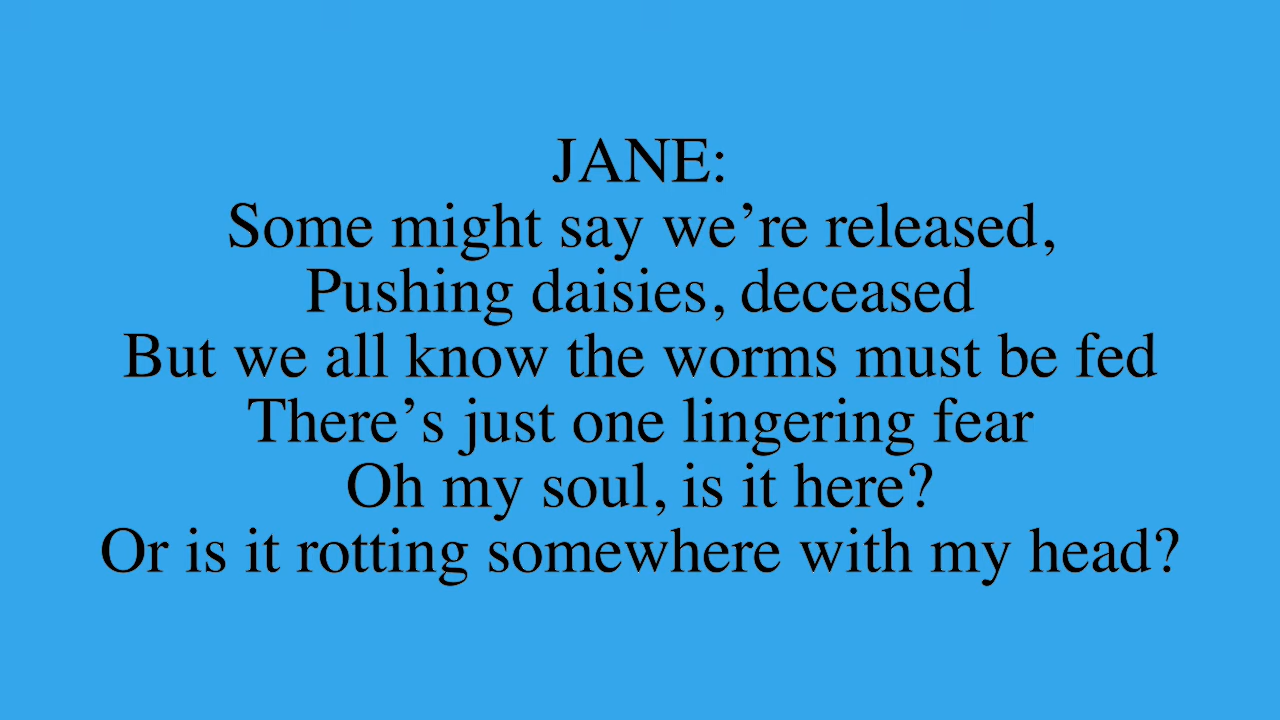 JANE:
Some might say we’re released,
Pushing daisies, deceased
But we all know the worms must be fed
There’s just one lingering fear
Oh my soul, is it here?
Or is it rotting somewhere with my head?